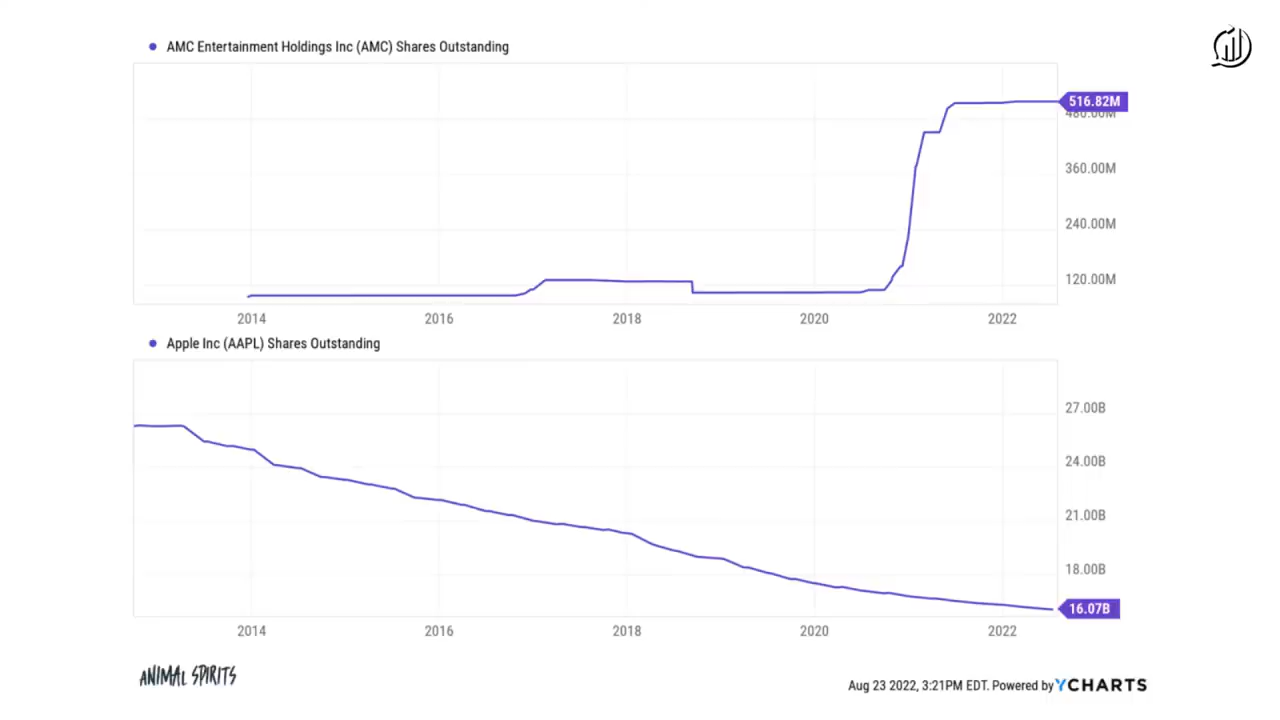 AMC Entertainment Holdings Inc (AMC) Shares Outstanding
516.82M
480.00M
360.00M
240.00M
120.00M
2014 2016 2018 2020 2022
Apple Inc (AAPL) Shares Outstanding
27.00B
24.00B
21.00B
18.00B
16.07B
2014 2016 2018 2020 2022
ANIMAL SPIRITS
Aug 23 2022, 3:21PM EDT. Powered by YCHARTS